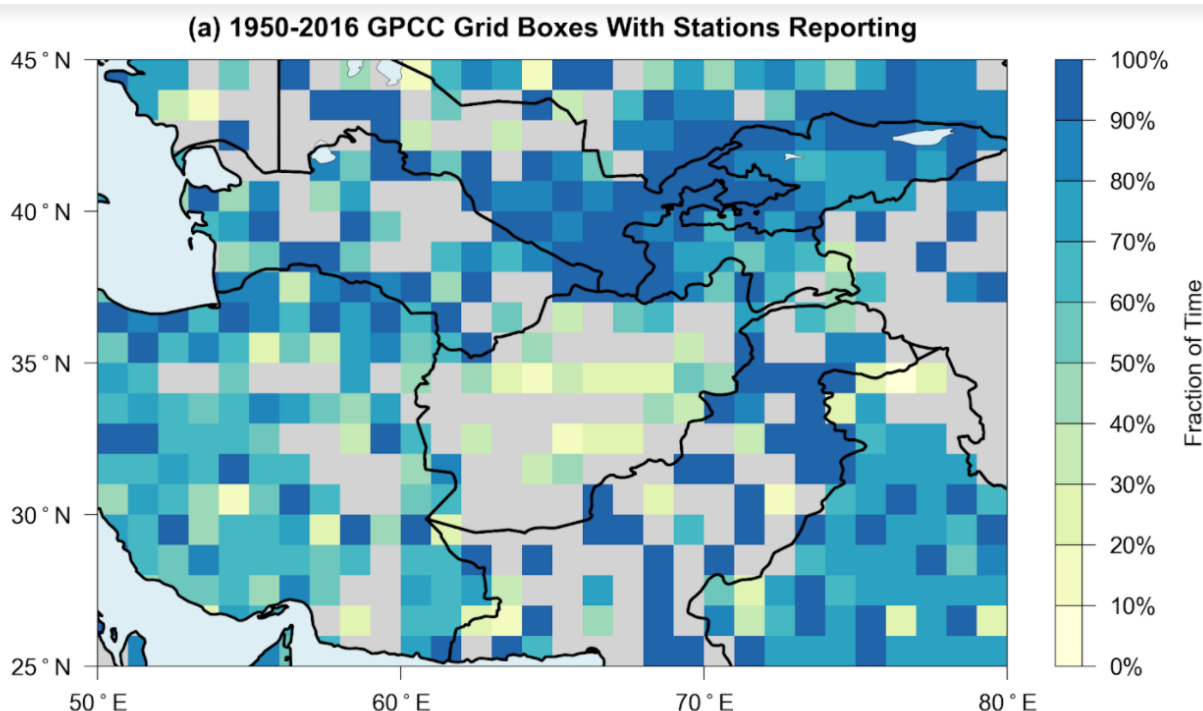 (a) 1950-2016 GPCC Grid Boxes With Stations Reporting
45°N
40°N
35°N
30°N
25°N
50°E
60°E
70°E
80°E
100%
90%
80%
70%
60%
50%
40%
30%
20%
10%
0%
Fraction of Time